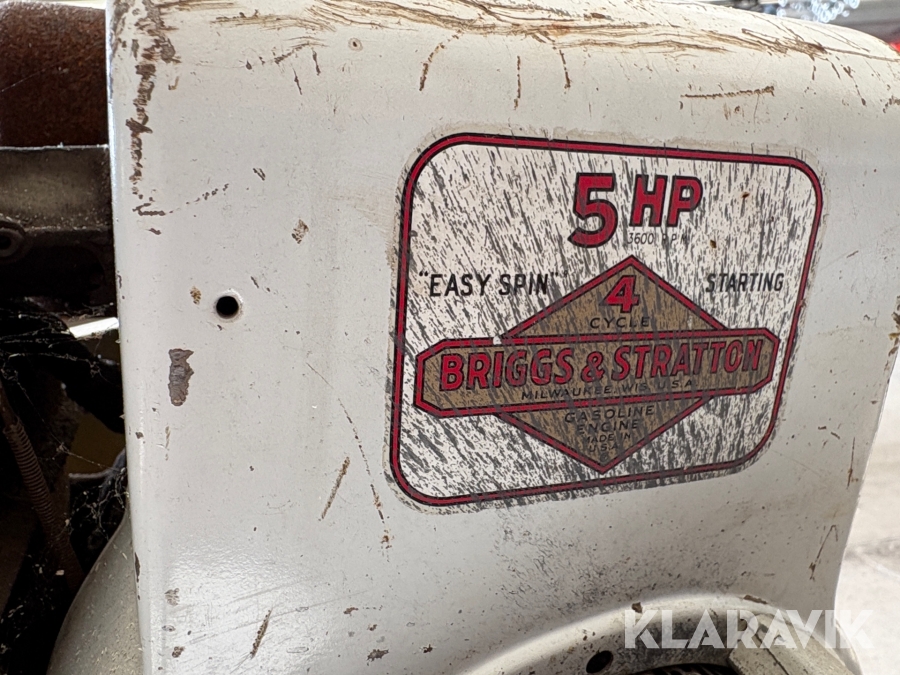 5 HP
3600 R.P.M.
"EASY SPIN" STARTING
4
CYCLE
BRIGGS & STRATTON
MILWAUKEE, WIS. U.S.A.
GASOLINE
ENGINE
MADE IN
U.S.A.
KLARAVIK